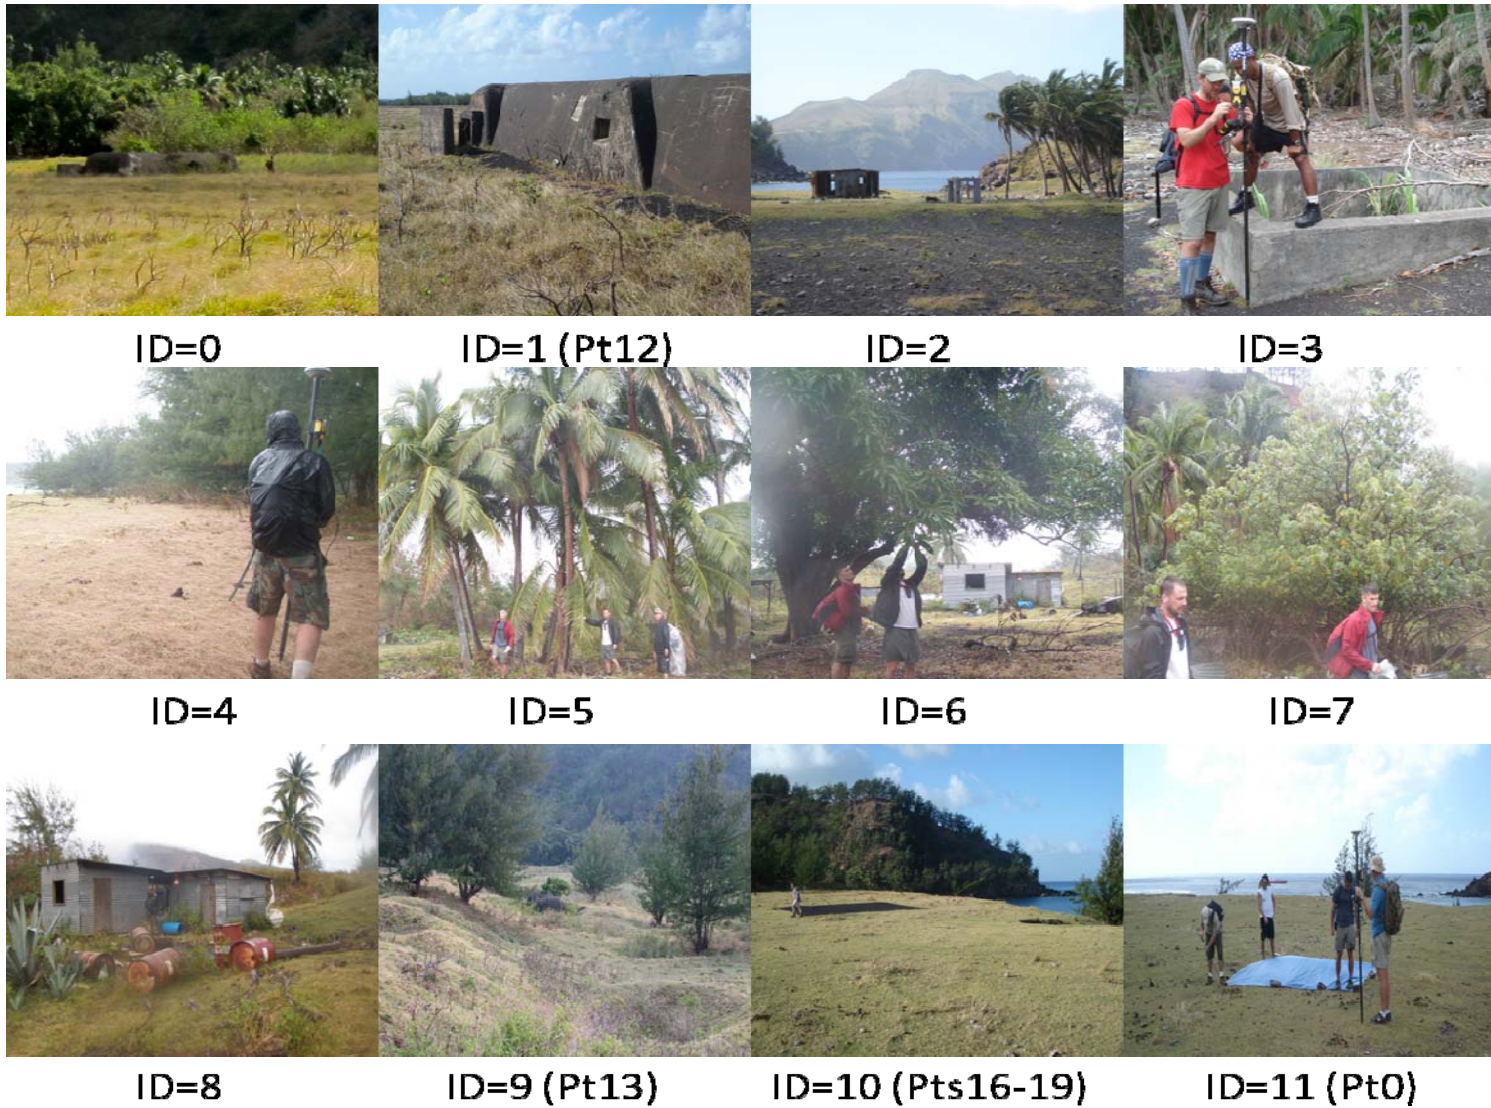 ID=0
ID=1 (Pt12)
ID=2
ID=3
ID=4
ID=5
ID=6
ID=7
ID=8
ID=9 (Pt13)
ID=10 (Pts16-19)
ID=11 (Pt0)